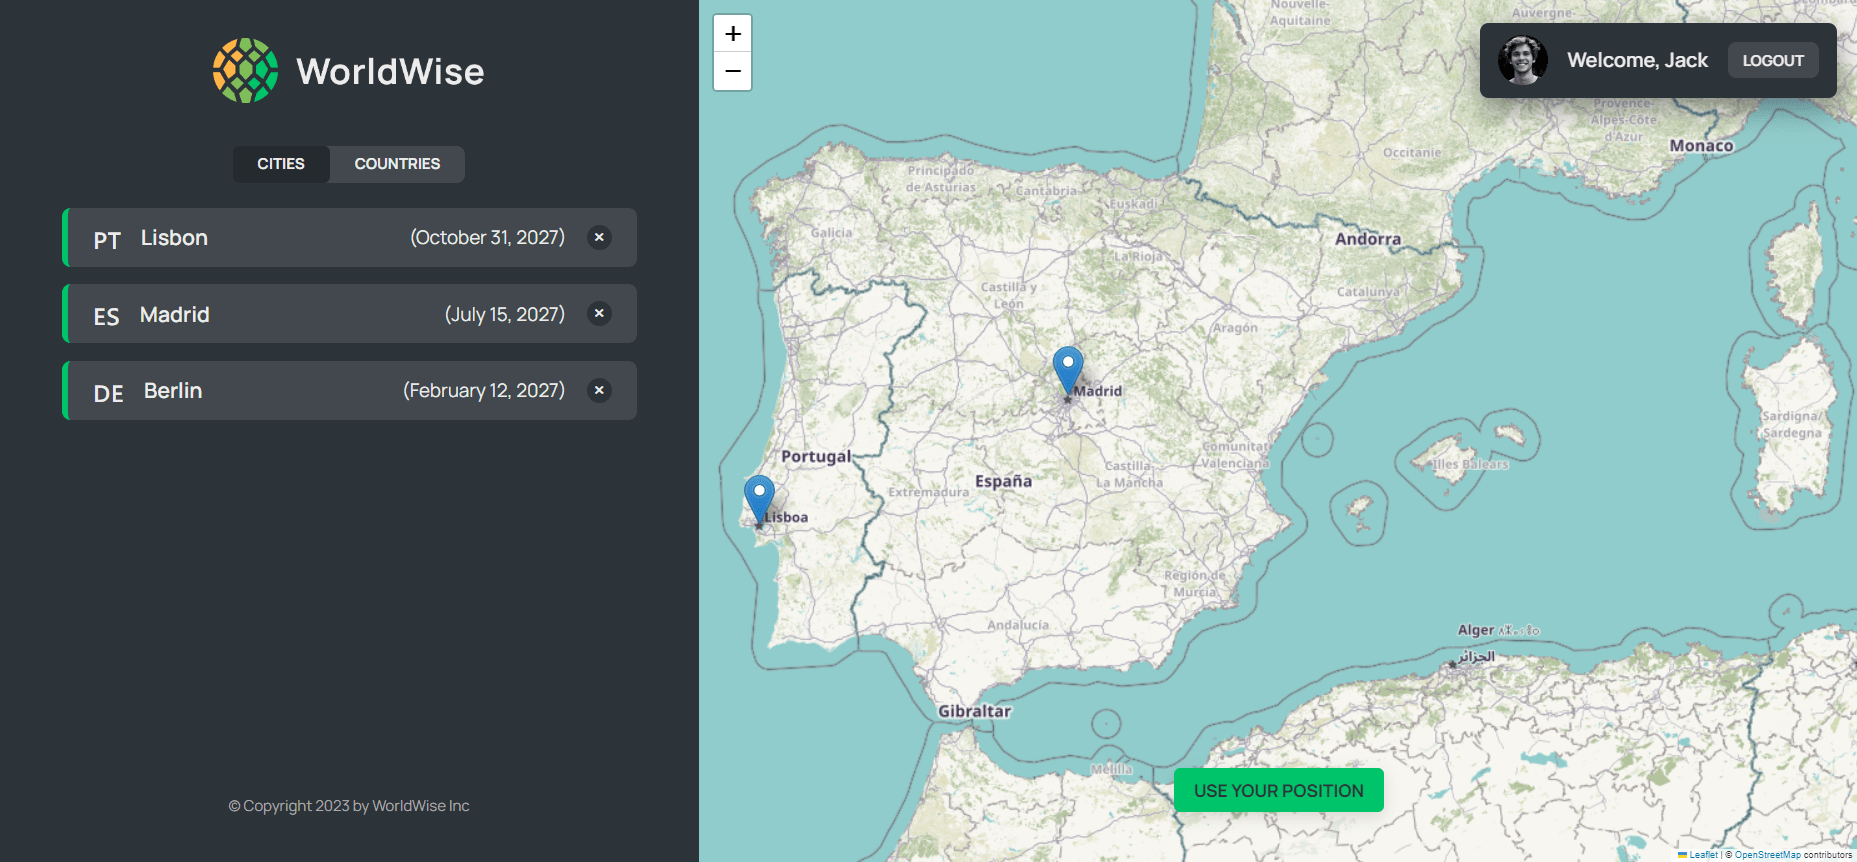 WorldWise
CITIES
COUNTRIES
PT Lisbon (October 31, 2027) ×
ES Madrid (July 15, 2027) ×
DE Berlin (February 12, 2027) ×
© Copyright 2023 by WorldWise Inc
+
−
Welcome, Jack
LOGOUT
Nouvelle-
Aquitaine
Auvergne-
Provence-
Alpes-Côte
d'Azur
Monaco
Occitanie
Principado
de Asturias
Cantabria
Euskadi
Galicia
La Rioja
Andorra
Castilla y
León
Catalunya
Aragón
Madrid
Portugal
España
Extremadura
Castilla-
La Mancha
Comunitat
Valenciana
Illes Balears
Sardigna/
Sardegna
Lisboa
Región de
Murcia
Andalucía
Alger
الجزائر
Gibraltar
Melilla
USE YOUR POSITION
Leaflet | © OpenStreetMap contributors